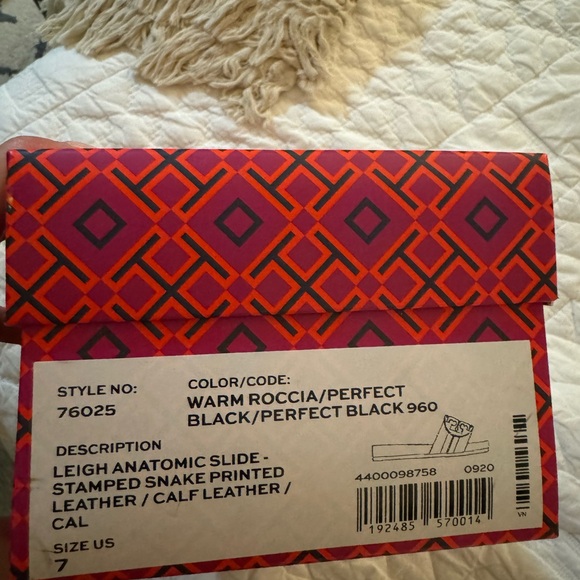 STYLE NO:
76025
COLOR/CODE:
WARM ROCCIA/PERFECT
BLACK/PERFECT BLACK 960
DESCRIPTION
LEIGH ANATOMIC SLIDE -
STAMPED SNAKE PRINTED
LEATHER / CALF LEATHER /
CAL
SIZE US
7
4400098758 0920
192485 570014
VN